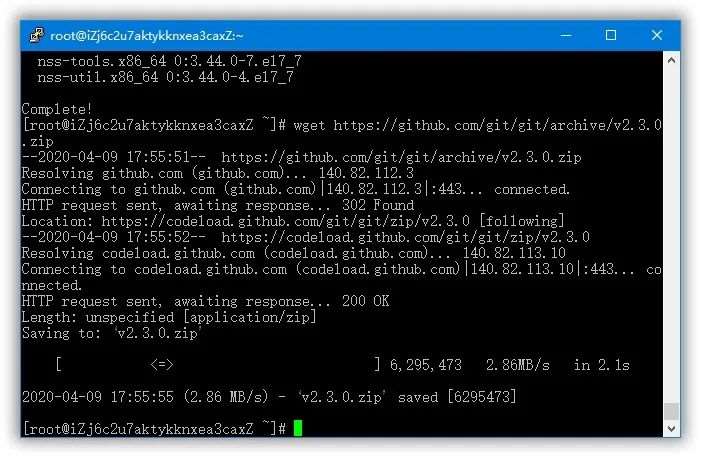 root@iZj6c2u7aktykknxea3caxZ:~
nss-tools.x86_64 0:3.44.0-7.el7_7
nss-util.x86_64 0:3.44.0-4.el7_7
Complete!
[root@iZj6c2u7aktykknxea3caxZ ~]# wget https://github.com/git/git/archive/v2.3.0
.zip
--2020-04-09 17:55:51--  https://github.com/git/git/archive/v2.3.0.zip
Resolving github.com (github.com)... 140.82.112.3
Connecting to github.com (github.com)|140.82.112.3|:443... connected.
HTTP request sent, awaiting response... 302 Found
Location: https://codeload.github.com/git/git/zip/v2.3.0 [following]
--2020-04-09 17:55:52--  https://codeload.github.com/git/git/zip/v2.3.0
Resolving codeload.github.com (codeload.github.com)... 140.82.113.10
Connecting to codeload.github.com (codeload.github.com)|140.82.113.10|:443... co
nnected.
HTTP request sent, awaiting response... 200 OK
Length: unspecified [application/zip]
Saving to: ‘v2.3.0.zip’
[ <=> ] 6,295,473 2.86MB/s in 2.1s
2020-04-09 17:55:55 (2.86 MB/s) - ‘v2.3.0.zip’ saved [6295473]
[root@iZj6c2u7aktykknxea3caxZ ~]#